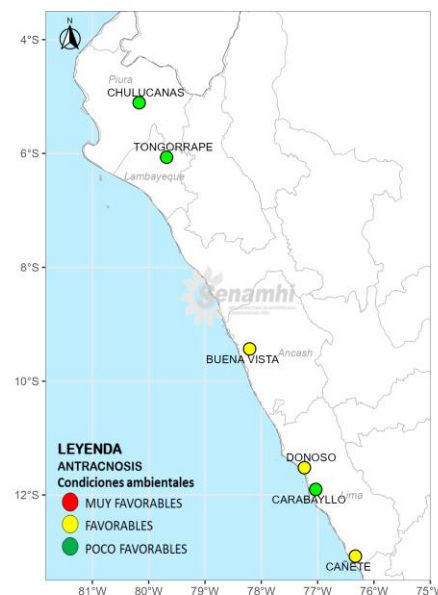 N
4°S
Piura
CHULUCANAS
6°S
TONGORRAPE
Lambayeque
8°S
Senamhi
BUENA VISTA
Ancash
10°S
LEYENDA
ANTRACNOSIS
Condiciones ambientales
MUY FAVORABLES
FAVORABLES
POCO FAVORABLES
DONOSO
12°S
CARABAYLLO
Lima
CAÑETE
81°W 80°W 79°W 78°W 77°W 76°W 75°W